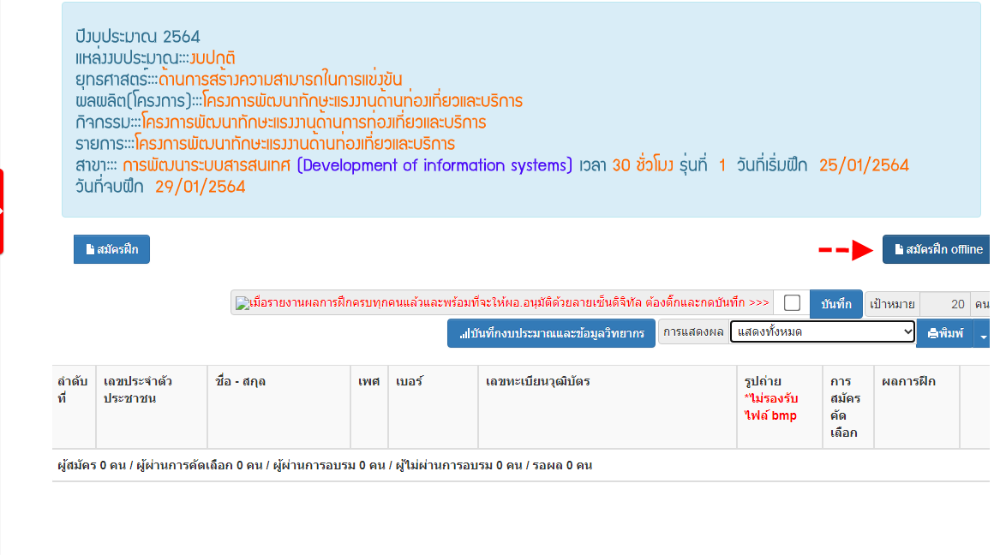 ปีงบประมาณ 2564
แหล่งงบประมาณ:::งบปกติ
ยุทธศาสตร์:::ด้านการสร้างความสามารถในการแข่งขัน
ผลผลิต(โครงการ):::โครงการพัฒนาทักษะแรงงานด้านท่องเที่ยวและบริการ
กิจกรรม:::โครงการพัฒนาทักษะแรงงานด้านการท่องเที่ยวและบริการ
รายการ:::โครงการพัฒนาทักษะแรงงานด้านท่องเที่ยวและบริการ
สาขา::: การพัฒนาระบบสารสนเทศ (Development of information systems) เวลา 30 ชั่วโมง รุ่นที่ 1 วันที่เริ่มฝึก 25/01/2564
วันที่จบฝึก 29/01/2564
สมัครฝึก สมัครฝึก offline
เมื่อรายงานผลการฝึกครบทุกคนแล้วและพร้อมที่จะให้ผอ.อนุมัติด้วยลายเซ็นดิจิทัล ต้องติ๊กและกดบันทึก >>> บันทึก เป้าหมาย 20 คน
บันทึกงบประมาณและข้อมูลวิทยากร การแสดงผล แสดงทั้งหมด พิมพ์
ลำดับ เลขประจำตัว ชื่อ - สกุล เพศ เบอร์ เลขทะเบียนวุฒิบัตร รูปถ่าย การ ผลการฝึก
ที่ ประชาชน *ไม่รองรับ สมัคร
ไฟล์ bmp คัด
เลือก
ผู้สมัคร 0 คน / ผู้ผ่านการคัดเลือก 0 คน / ผู้ผ่านการอบรม 0 คน / ผู้ไม่ผ่านการอบรม 0 คน / รอผล 0 คน